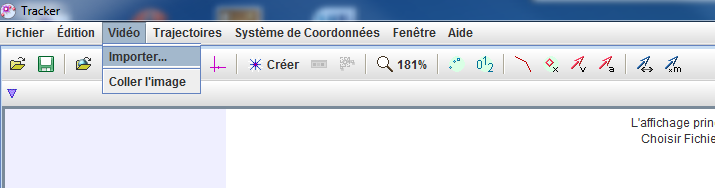 Tracker
Fichier Édition Vidéo Trajectoires Système de Coordonnées Fenêtre Aide
Importer...
Coller l'image
Créer 181%
L'affichage prin
Choisir Fichie